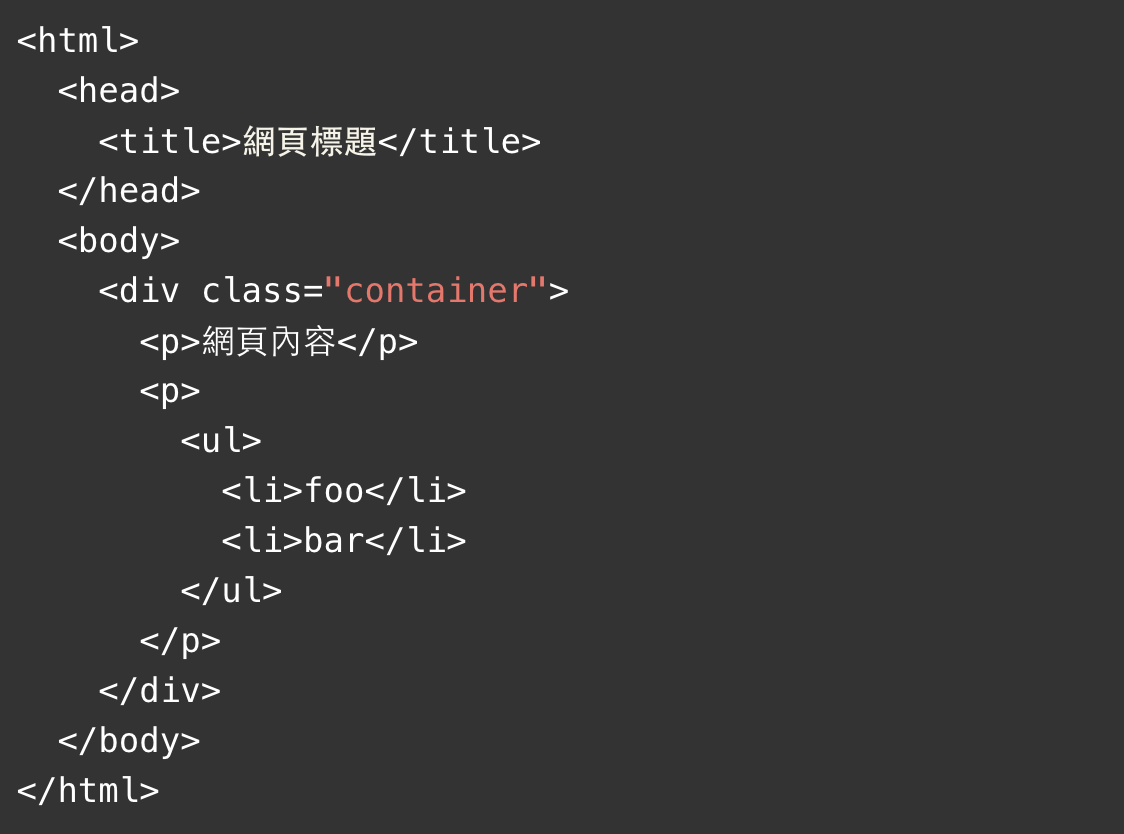 <html>
  <head>
    <title>網頁標題</title>
  </head>
  <body>
    <div class="container">
      <p>網頁內容</p>
      <p>
        <ul>
          <li>foo</li>
          <li>bar</li>
        </ul>
      </p>
    </div>
  </body>
</html>